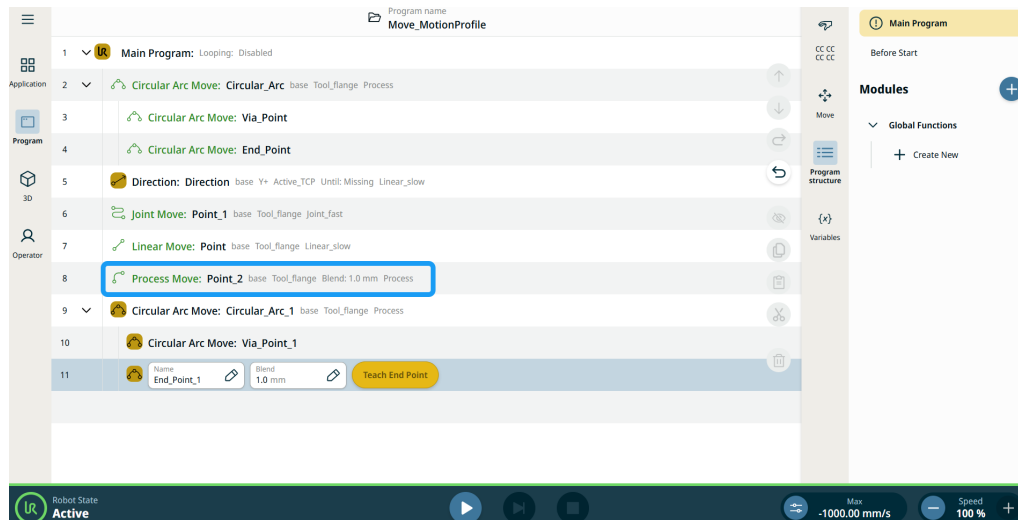 Program name
Move_MotionProfile
Application
Program
3D
Operator
1 Main Program: Looping: Disabled
2 Circular Arc Move: Circular_Arc base Tool_flange Process
3 Circular Arc Move: Via_Point
4 Circular Arc Move: End_Point
5 Direction: Direction base Y+ Active_TCP Until: Missing Linear_slow
6 Joint Move: Point_1 base Tool_flange Joint_fast
7 Linear Move: Point base Tool_flange Linear_slow
8 Process Move: Point_2 base Tool_flange Blend: 1.0 mm Process
9 Circular Arc Move: Circular_Arc_1 base Tool_flange Process
10 Circular Arc Move: Via_Point_1
11 Name End_Point_1 Blend 1.0 mm Teach End Point
CC CC
CC CC
Move
Program
structure
{x}
Variables
Main Program
Before Start
Modules
Global Functions
Create New
UR
Robot State
Active
Max
-1000.00 mm/s
Speed
100 %